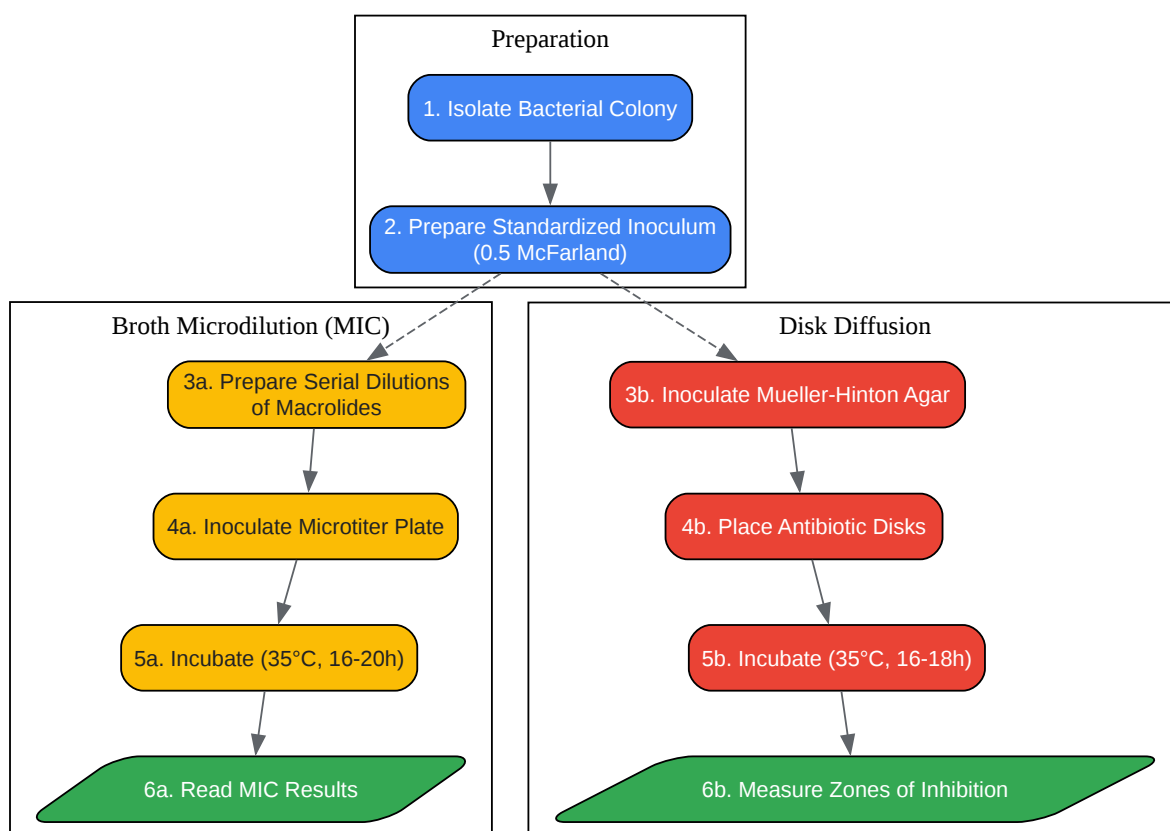 Preparation
1. Isolate Bacterial Colony
2. Prepare Standardized Inoculum
(0.5 McFarland)
Broth Microdilution (MIC)
3a. Prepare Serial Dilutions
of Macrolides
4a. Inoculate Microtiter Plate
5a. Incubate (35°C, 16-20h)
6a. Read MIC Results
Disk Diffusion
3b. Inoculate Mueller-Hinton Agar
4b. Place Antibiotic Disks
5b. Incubate (35°C, 16-18h)
6b. Measure Zones of Inhibition